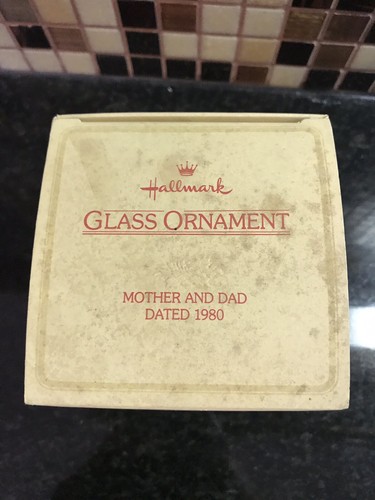 Hallmark
GLASS ORNAMENT
MOTHER AND DAD
DATED 1980